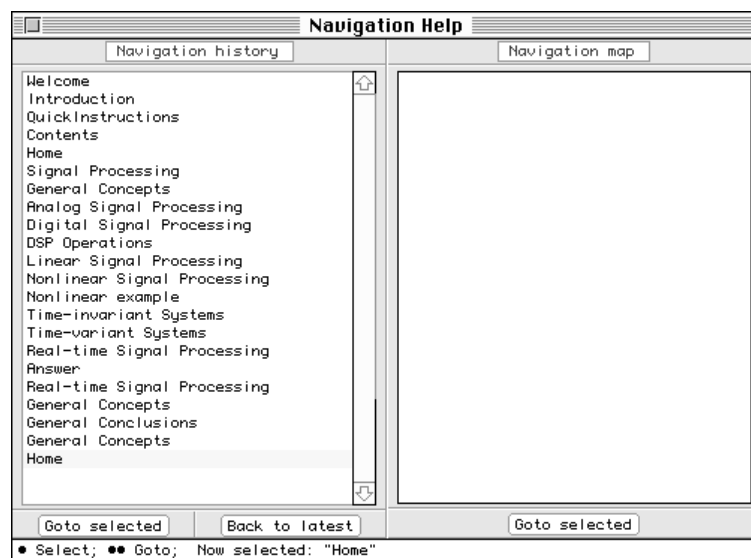 Navigation Help
Navigation history
Navigation map
Welcome
Introduction
QuickInstructions
Contents
Home
Signal Processing
General Concepts
Analog Signal Processing
Digital Signal Processing
DSP Operations
Linear Signal Processing
Nonlinear Signal Processing
Nonlinear example
Time-invariant Systems
Time-variant Systems
Real-time Signal Processing
Answer
Real-time Signal Processing
General Concepts
General Conclusions
General Concepts
Home
Goto selected
Back to latest
Goto selected
● Select; ●● Goto; Now selected: "Home"